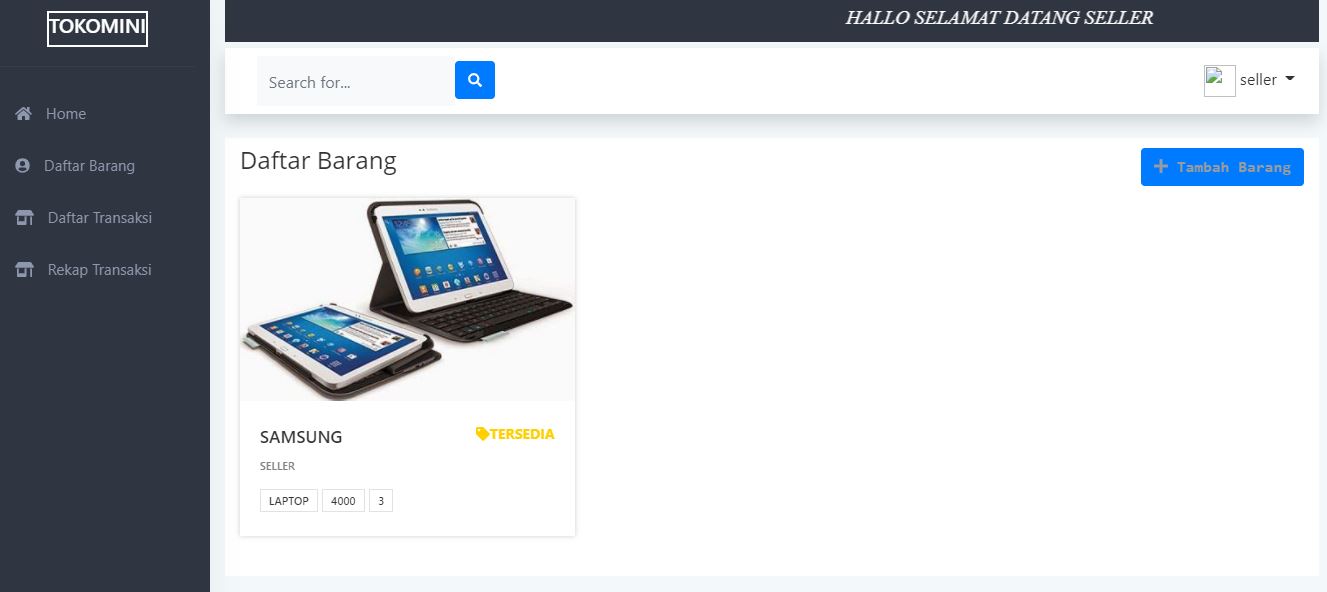 TOKOMINI
HALLO SELAMAT DATANG SELLER
Search for...
seller
Home
Daftar Barang
Daftar Transaksi
Rekap Transaksi
Daftar Barang
Tambah Barang
SAMSUNG
TERSEDIA
SELLER
LAPTOP
4000
3